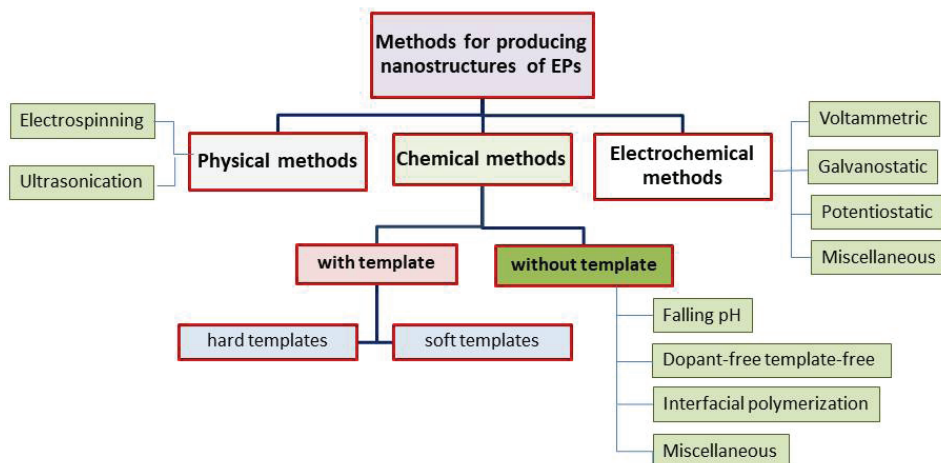 Methods for producing
nanostructures of EPs
Electrospinning
Ultrasonication
Physical methods
Chemical methods
Electrochemical
methods
Voltammetric
Galvanostatic
Potentiostatic
Miscellaneous
with template
without template
hard templates
soft templates
Falling pH
Dopant-free template-free
Interfacial polymerization
Miscellaneous